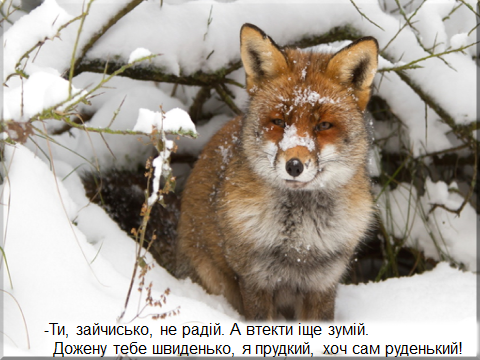 -Ти, зайчисько, не радій. А втекти іще зумій.
Дожену тебе швиденько, я прудкий, хоч сам руденький!